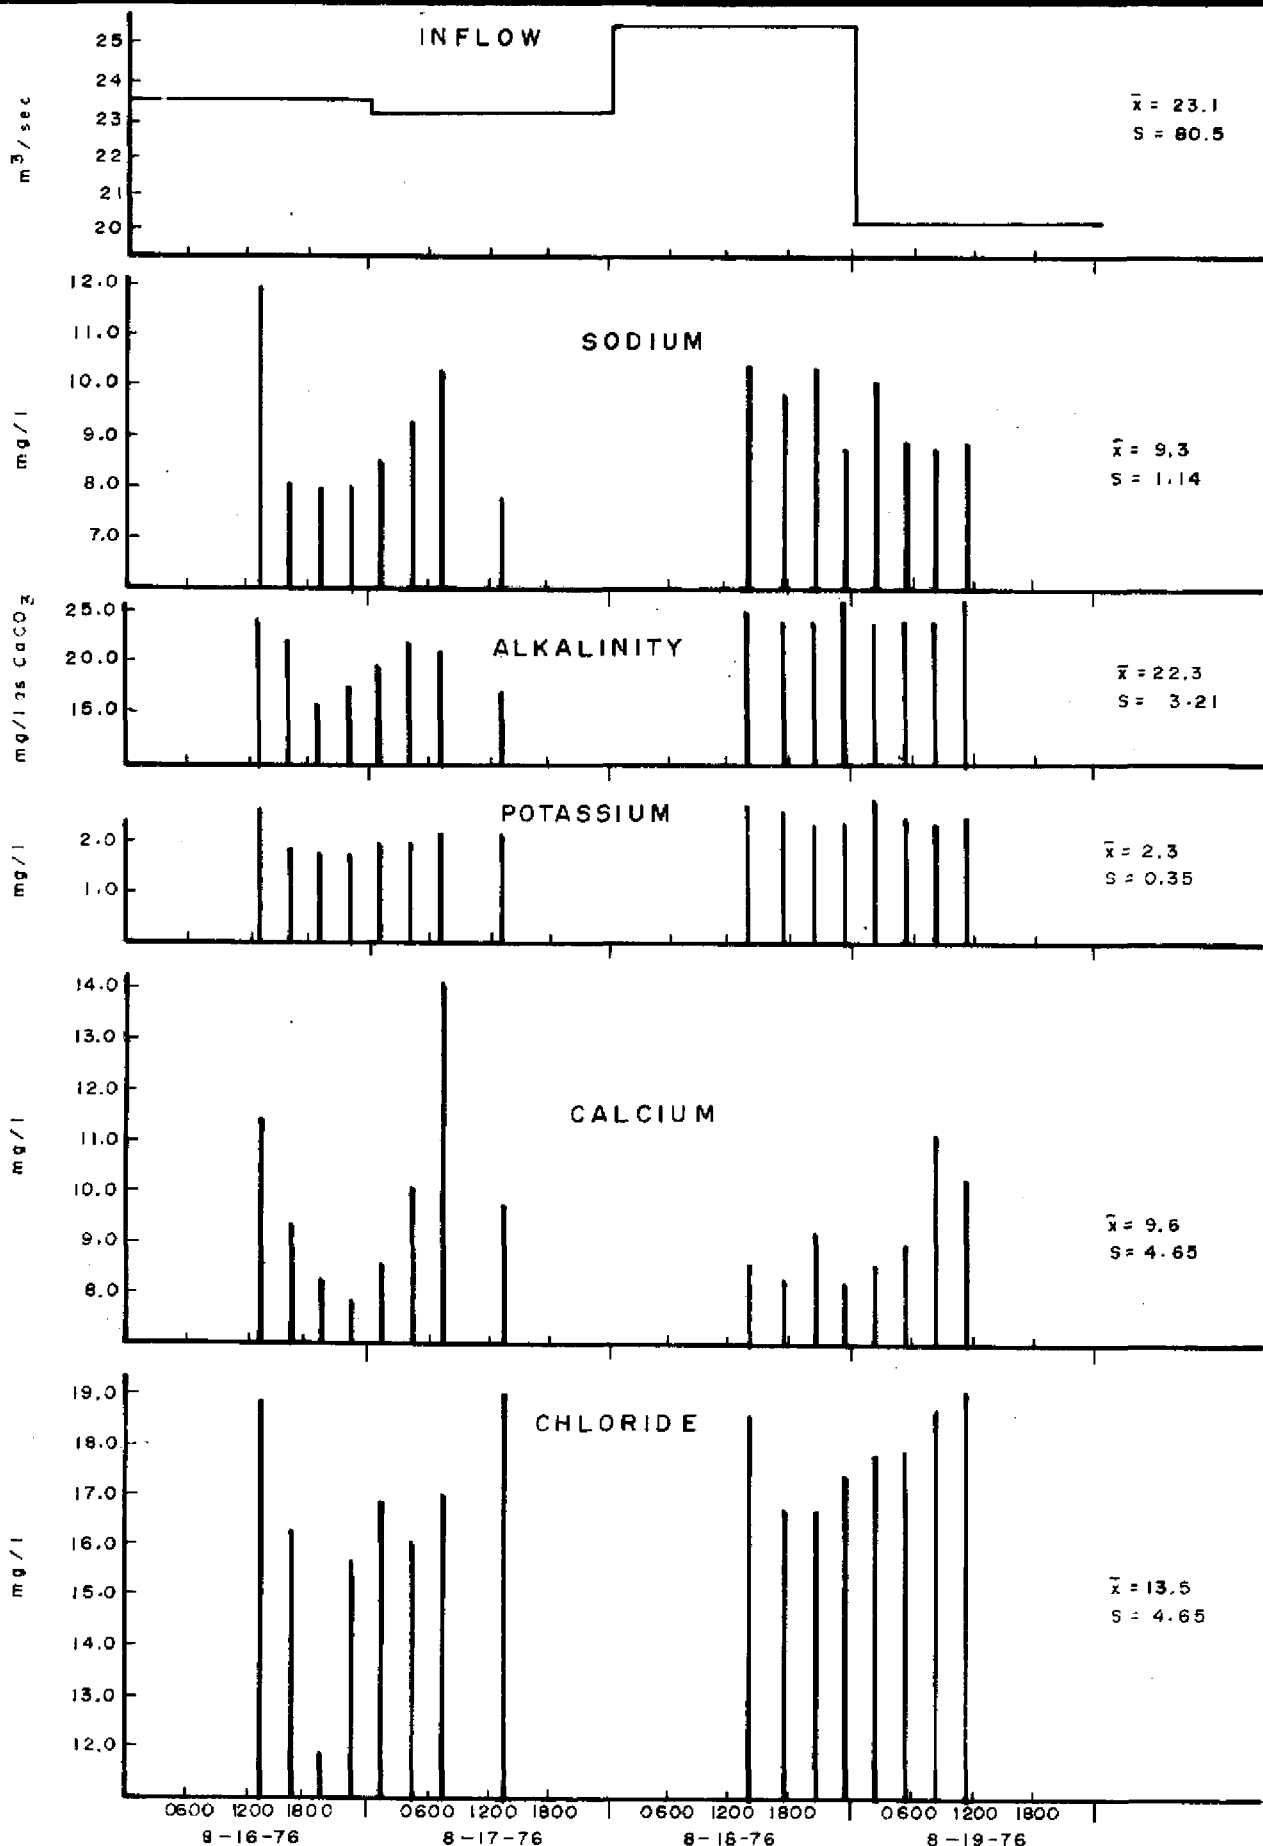 INFLOW
25
24
23
22
21
20
m³/sec
x̄ = 23.1
S = 80.5
SODIUM
12.0
11.0
10.0
9.0
8.0
7.0
mg/l
x̄ = 9.3
S = 1.14
ALKALINITY
25.0
20.0
15.0
mg/l as CaCO₃
x̄ = 22.3
S = 3.21
POTASSIUM
2.0
1.0
mg/l
x̄ = 2.3
S = 0.35
CALCIUM
14.0
13.0
12.0
11.0
10.0
9.0
8.0
mg/l
x̄ = 9.6
S = 4.65
CHLORIDE
19.0
18.0
17.0
16.0
15.0
14.0
13.0
12.0
mg/l
x̄ = 13.5
S = 4.65
0600 1200 1800 0600 1200 1800 0600 1200 1800 0600 1200 1800
9-16-76 8-17-76 8-18-76 8-19-76